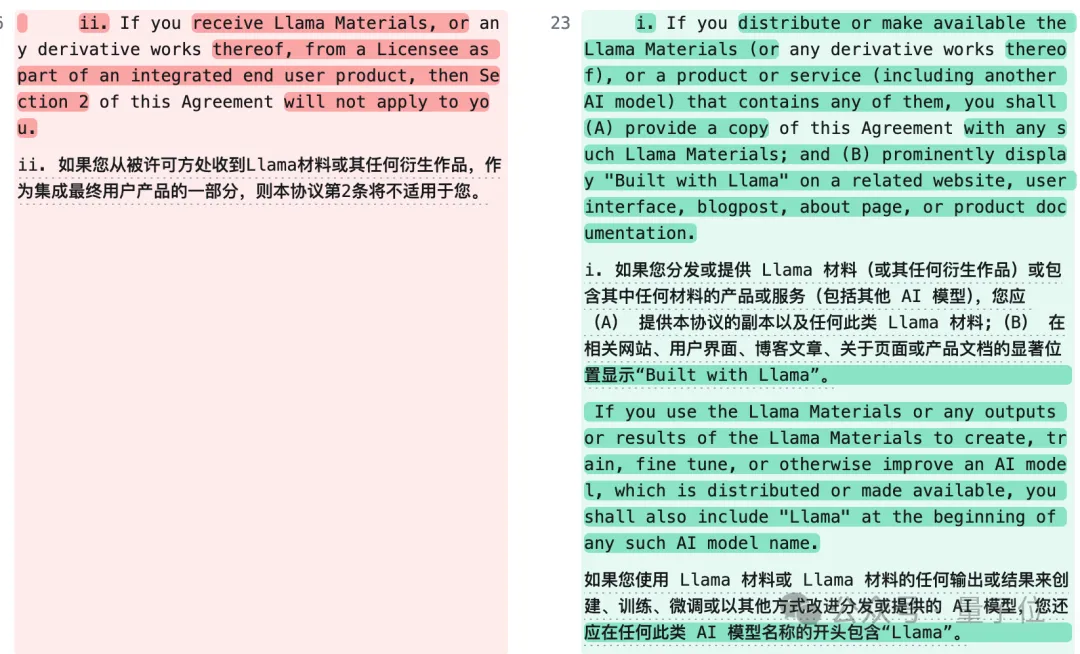 ii. If you receive Llama Materials, or an
y derivative works thereof, from a Licensee as
part of an integrated end user product, then Se
ction 2 of this Agreement will not apply to yo
u.
ii. 如果您从被许可方处收到Llama材料或其任何衍生作品，作
为集成最终用户产品的一部分，则本协议第2条将不适用于您。
23
i. If you distribute or make available the
Llama Materials (or any derivative works thereo
f), or a product or service (including another
AI model) that contains any of them, you shall
(A) provide a copy of this Agreement with any s
uch Llama Materials; and (B) prominently displa
y "Built with Llama" on a related website, user
interface, blogpost, about page, or product doc
umentation.
i. 如果您分发或提供 Llama 材料（或其任何衍生作品）或包
含其中任何材料的产品或服务（包括其他 AI 模型），您应
（A） 提供本协议的副本以及任何此类 Llama 材料；（B） 在
相关网站、用户界面、博客文章、关于页面或产品文档的显著位
置显示“Built with Llama”。
If you use the Llama Materials or any outputs
or results of the Llama Materials to create, tr
ain, fine tune, or otherwise improve an AI mode
l, which is distributed or made available, you
shall also include "Llama" at the beginning of
any such AI model name.
如果您使用 Llama 材料或 Llama 材料的任何输出或结果来创
建、训练、微调或以其他方式改进分发或提供的 AI 模型，您还
应在任何此类 AI 模型名称的开头包含“Llama”。
公众号 量子位